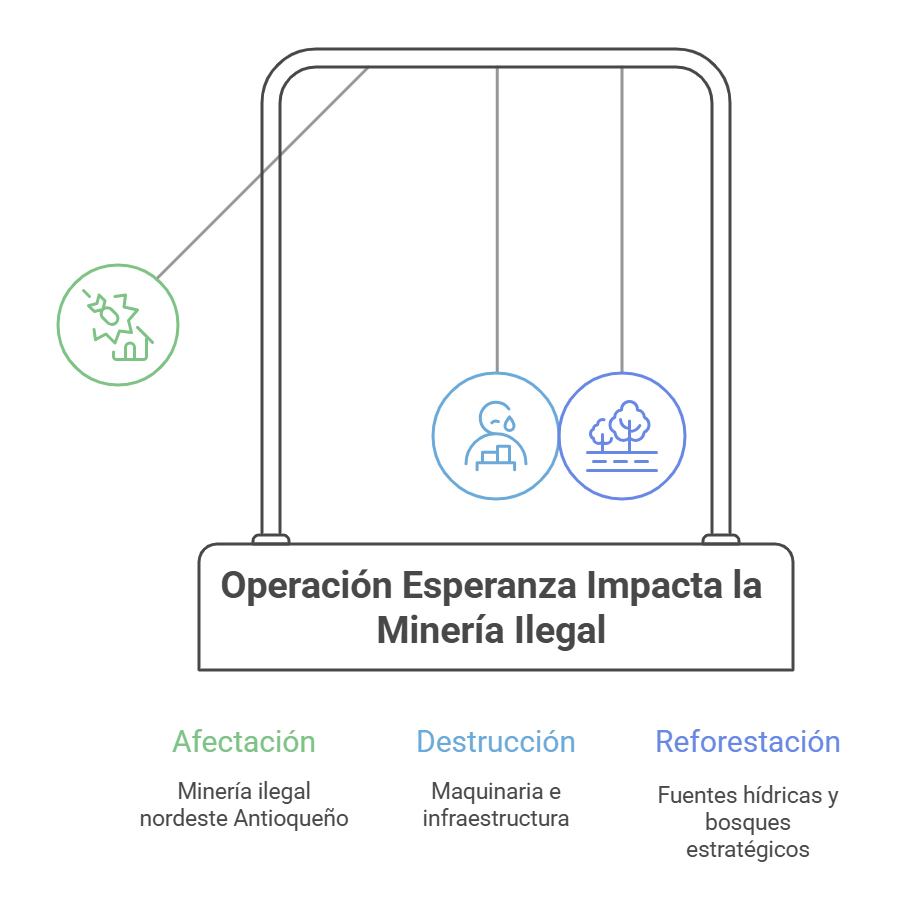 Operación Esperanza Impacta la
Minería Ilegal
Afectación
Minería ilegal
nordeste Antioqueño
Destrucción
Maquinaria e
infraestructura
Reforestación
Fuentes hídricas y
bosques
estratégicos